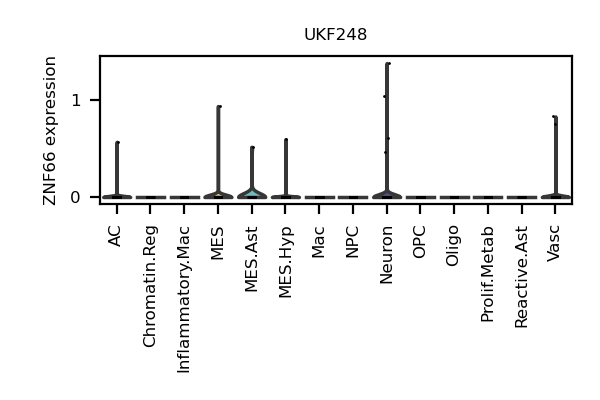 UKF248
ZNF66 expression
1
0
AC
Chromatin.Reg
Inflammatory.Mac
MES
MES.Ast
MES.Hyp
Mac
NPC
Neuron
OPC
Oligo
Prolif.Metab
Reactive.Ast
Vasc